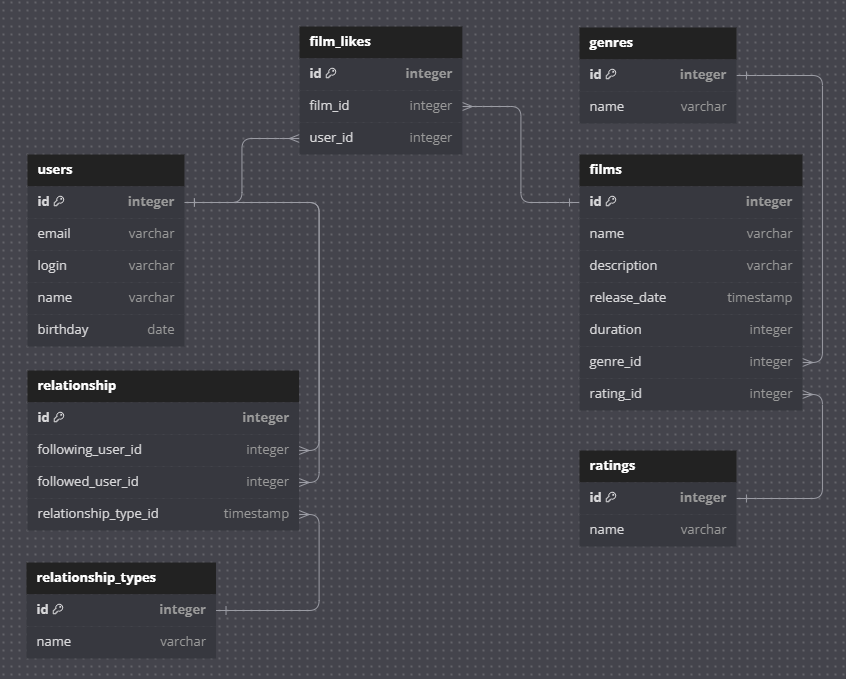 film_likes
id integer
film_id integer
user_id integer
genres
id integer
name varchar
users
id integer
email varchar
login varchar
name varchar
birthday date
films
id integer
name varchar
description varchar
release_date timestamp
duration integer
genre_id integer
rating_id integer
relationship
id integer
following_user_id integer
followed_user_id integer
relationship_type_id timestamp
ratings
id integer
name varchar
relationship_types
id integer
name varchar